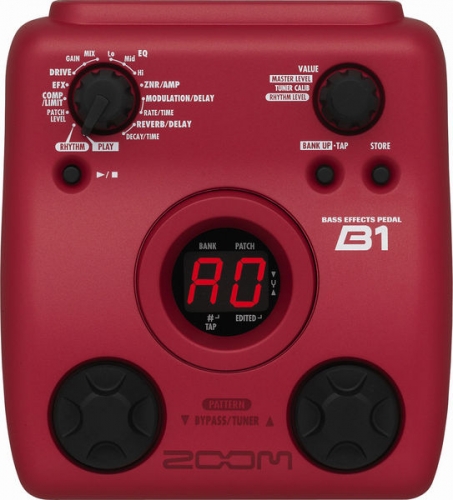 Lo
MIX
Mid
EQ
GAIN
Hi
DRIVE
ZNR/AMP
EFX
COMP
/LIMIT
MODULATION/DELAY
PATCH
LEVEL
RATE/TIME
REVERB/DELAY
DECAY/TIME
RHYTHM
PLAY
▶/■
VALUE
MASTER LEVEL
TUNER CALIB
RHYTHM LEVEL
BANK UP·TAP
STORE
BASS EFFECTS PEDAL
B1
BANK
PATCH
A0
#
TAP
EDITED
PATTERN
▼ BYPASS/TUNER ▲
ZOOM